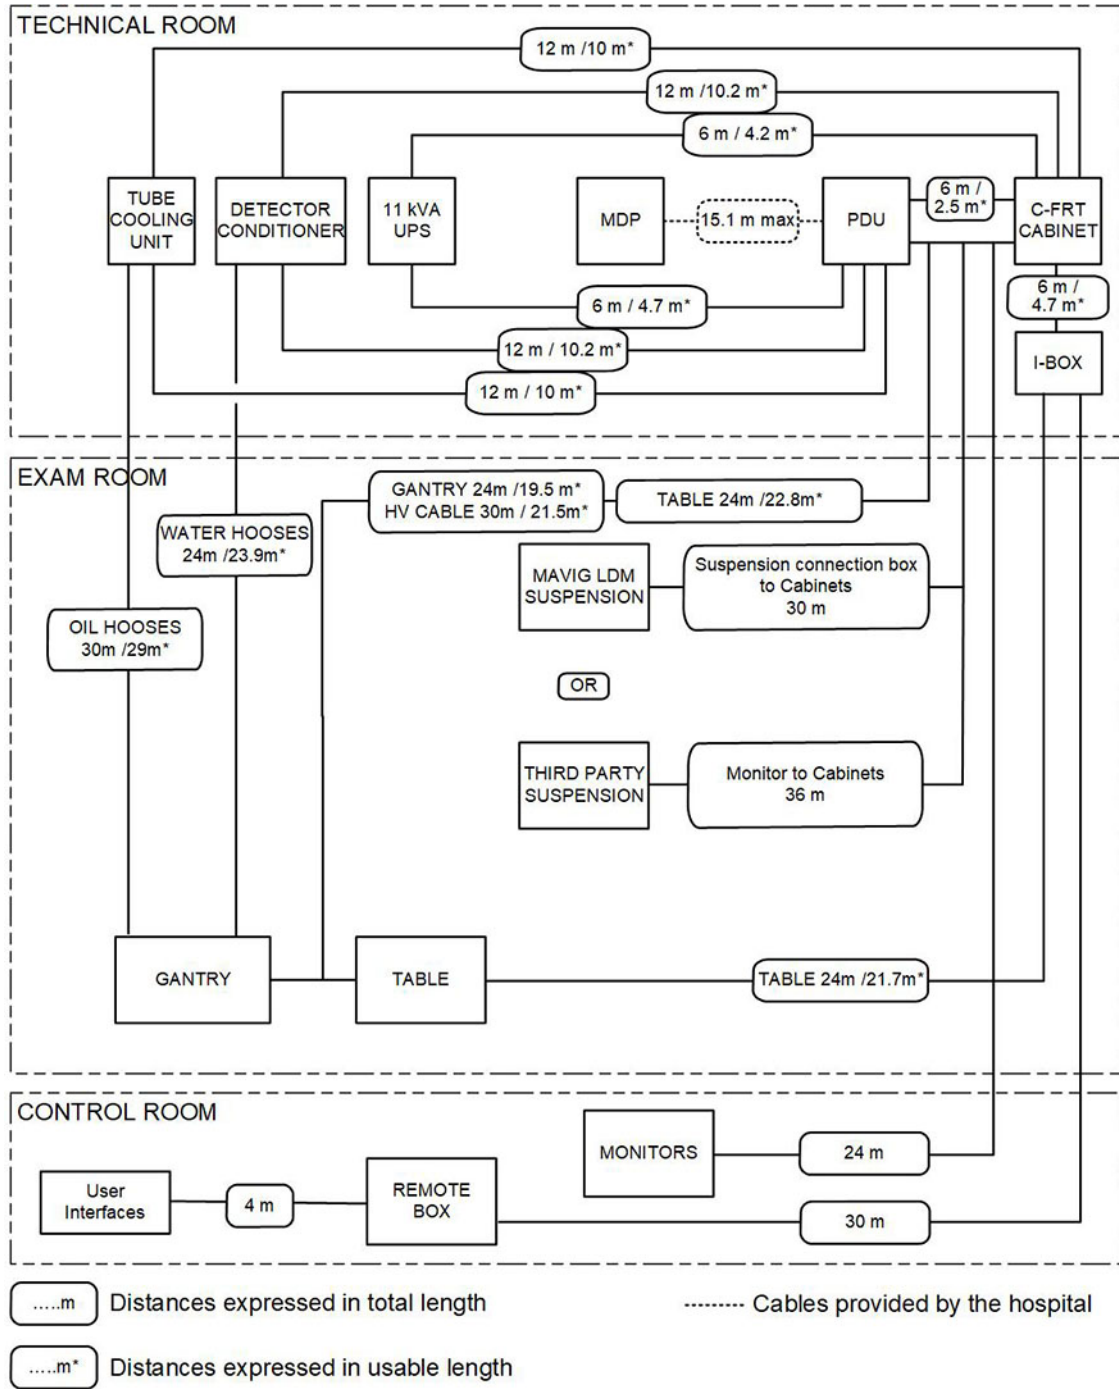 TECHNICAL ROOM
12 m /10 m*
12 m /10.2 m*
6 m / 4.2 m*
TUBE
COOLING
UNIT
DETECTOR
CONDITIONER
11 kVA
UPS
MDP
15.1 m max
PDU
6 m /
2.5 m*
C-FRT
CABINET
6 m /
4.7 m*
6 m / 4.7 m*
12 m / 10.2 m*
12 m / 10 m*
I-BOX
EXAM ROOM
GANTRY 24m /19.5 m*
HV CABLE 30m / 21.5m*
TABLE 24m /22.8m*
WATER HOOSES
24m /23.9m*
MAVIG LDM
SUSPENSION
Suspension connection box
to Cabinets
30 m
OIL HOOSES
30m /29m*
OR
THIRD PARTY
SUSPENSION
Monitor to Cabinets
36 m
GANTRY
TABLE
TABLE 24m /21.7m*
CONTROL ROOM
MONITORS
24 m
User
Interfaces
4 m
REMOTE
BOX
30 m
.....m
Distances expressed in total length
Cables provided by the hospital
.....m*
Distances expressed in usable length